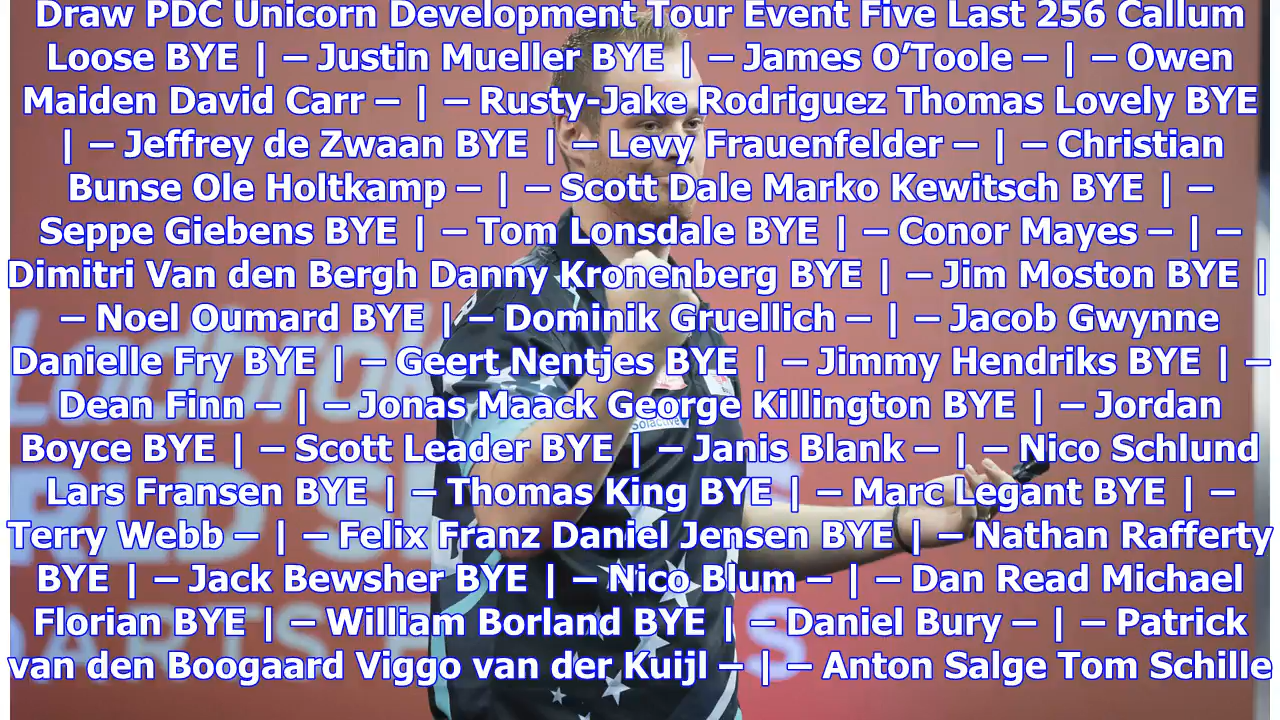 Draw PDC Unicorn Development Tour Event Five Last 256 Callum
Loose BYE | – Justin Mueller BYE | – James O’Toole – | – Owen
Maiden David Carr – | – Rusty-Jake Rodriguez Thomas Lovely BYE
| – Jeffrey de Zwaan BYE | – Levy Frauenfelder – | – Christian
Bunse Ole Holtkamp – | – Scott Dale Marko Kewitsch BYE | –
Seppe Giebens BYE | – Tom Lonsdale BYE | – Conor Mayes – | –
Dimitri Van den Bergh Danny Kronenberg BYE | – Jim Moston BYE |
– Noel Oumard BYE | – Dominik Gruellich – | – Jacob Gwynne
Danielle Fry BYE | – Geert Nentjes BYE | – Jimmy Hendriks BYE | –
Dean Finn – | – Jonas Maack George Killington BYE | – Jordan
Boyce BYE | – Scott Leader BYE | – Janis Blank – | – Nico Schlund
Lars Fransen BYE | – Thomas King BYE | – Marc Legant BYE | –
Terry Webb – | – Felix Franz Daniel Jensen BYE | – Nathan Rafferty
BYE | – Jack Bewsher BYE | – Nico Blum – | – Dan Read Michael
Florian BYE | – William Borland BYE | – Daniel Bury – | – Patrick
van den Boogaard Viggo van der Kuijl – | – Anton Salge Tom Schille